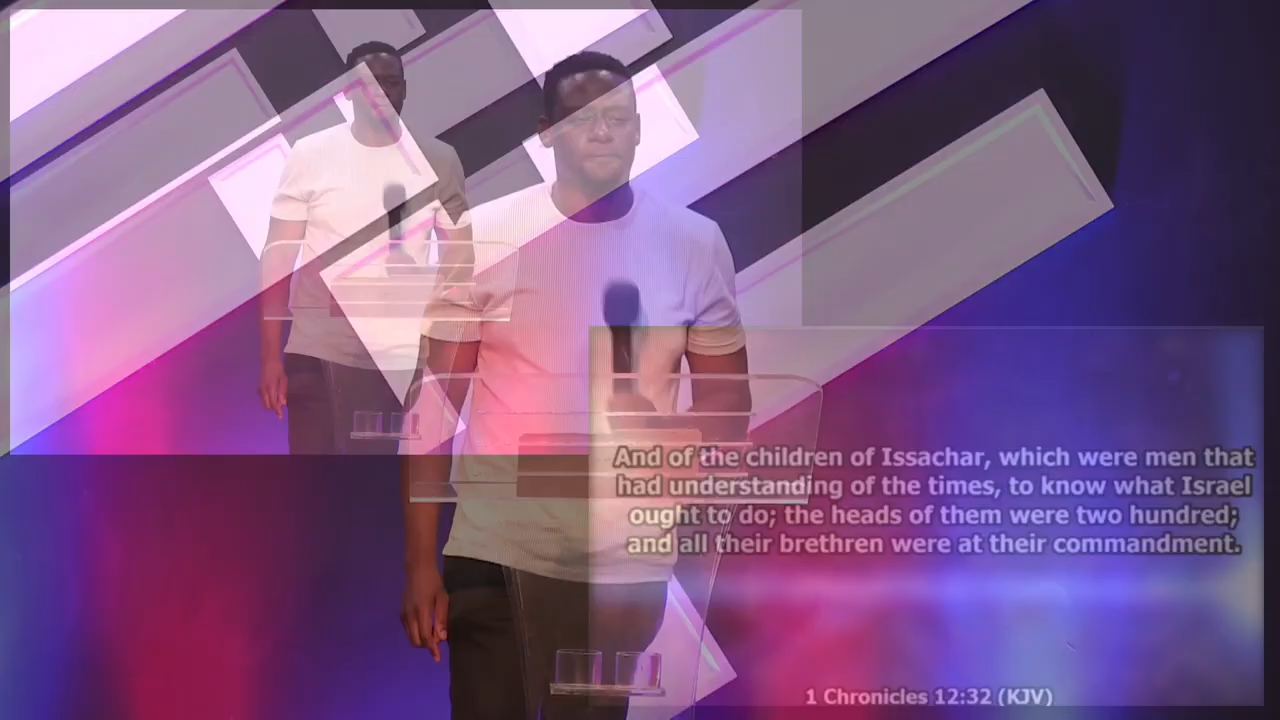 And of the children of Issachar, which were men that
had understanding of the times, to know what Israel
ought to do; the heads of them were two hundred;
and all their brethren were at their commandment.
1 Chronicles 12:32 (KJV)